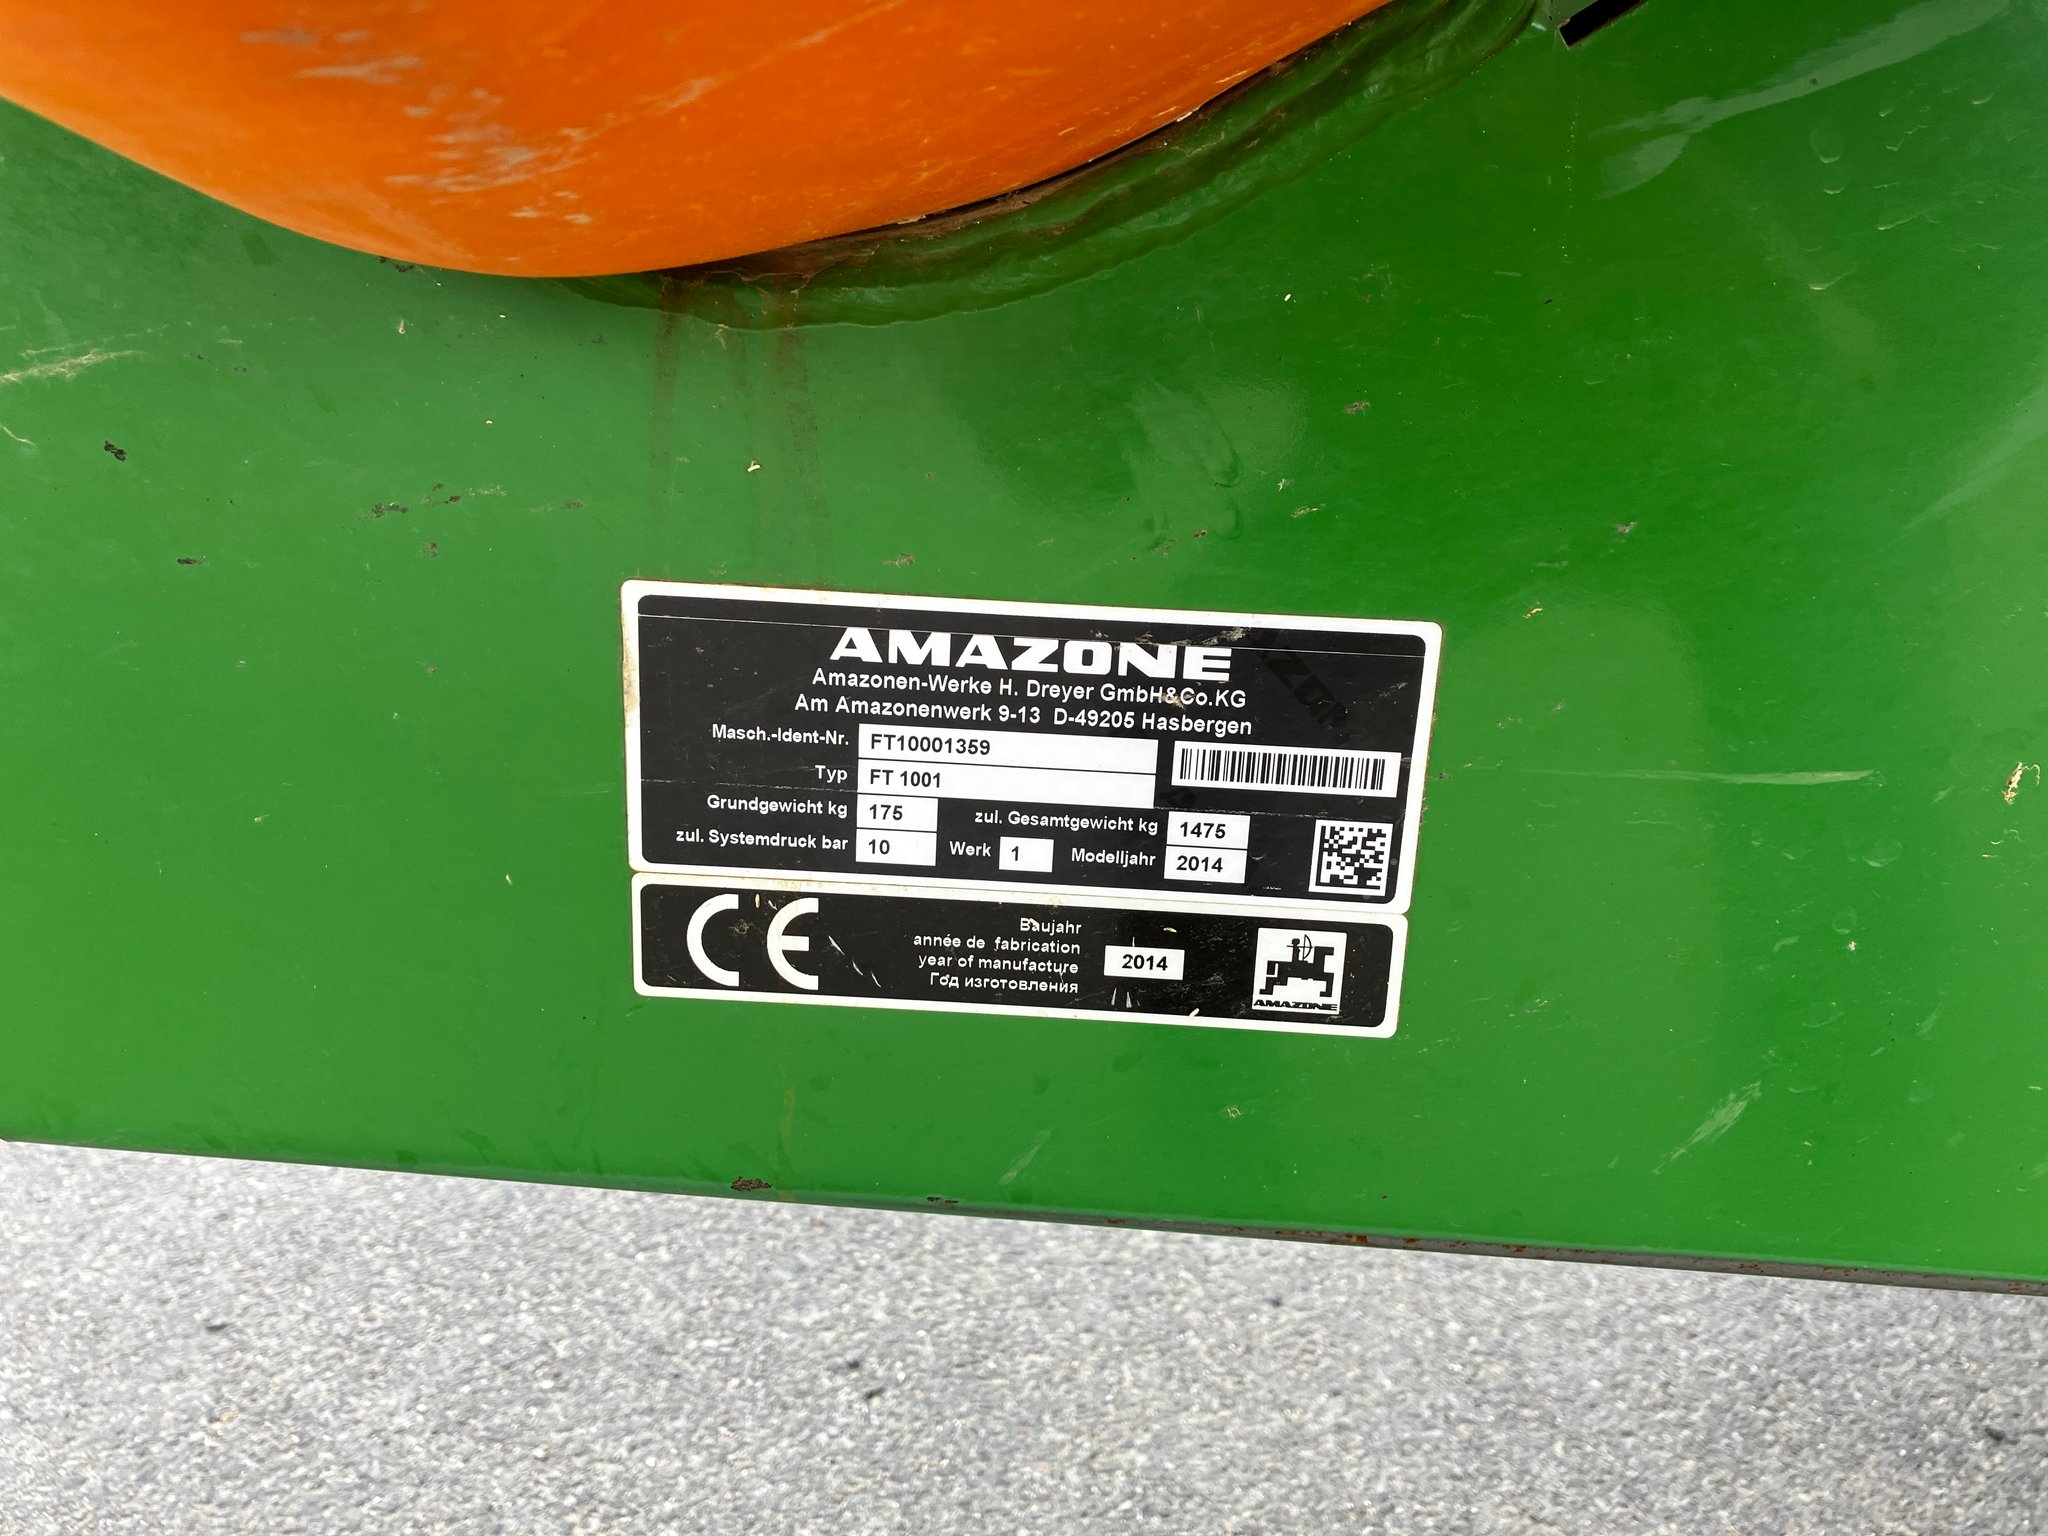 AMAZONE
Amazonen-Werke H. Dreyer GmbH&Co.KG
Am Amazonenwerk 9-13 D-49205 Hasbergen
Masch.-Ident-Nr. FT10001359
Typ FT 1001
Grundgewicht kg 175 zul. Gesamtgewicht kg 1475
zul. Systemdruck bar 10 Werk 1 Modelljahr 2014
CE
Baujahr
année de fabrication
year of manufacture 2014
Год изготовления
AMAZONE